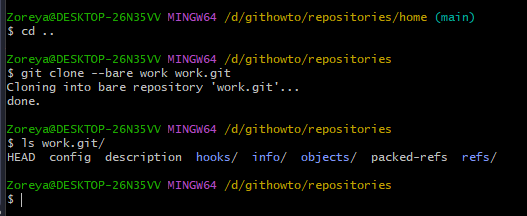 Zoreya@DESKTOP-26N35VV MINGW64 /d/githowto/repositories/home (main)
$ cd ..
Zoreya@DESKTOP-26N35VV MINGW64 /d/githowto/repositories
$ git clone --bare work work.git
Cloning into bare repository 'work.git'...
done.
Zoreya@DESKTOP-26N35VV MINGW64 /d/githowto/repositories
$ ls work.git/
HEAD config description hooks/ info/ objects/ packed-refs refs/
Zoreya@DESKTOP-26N35VV MINGW64 /d/githowto/repositories
$